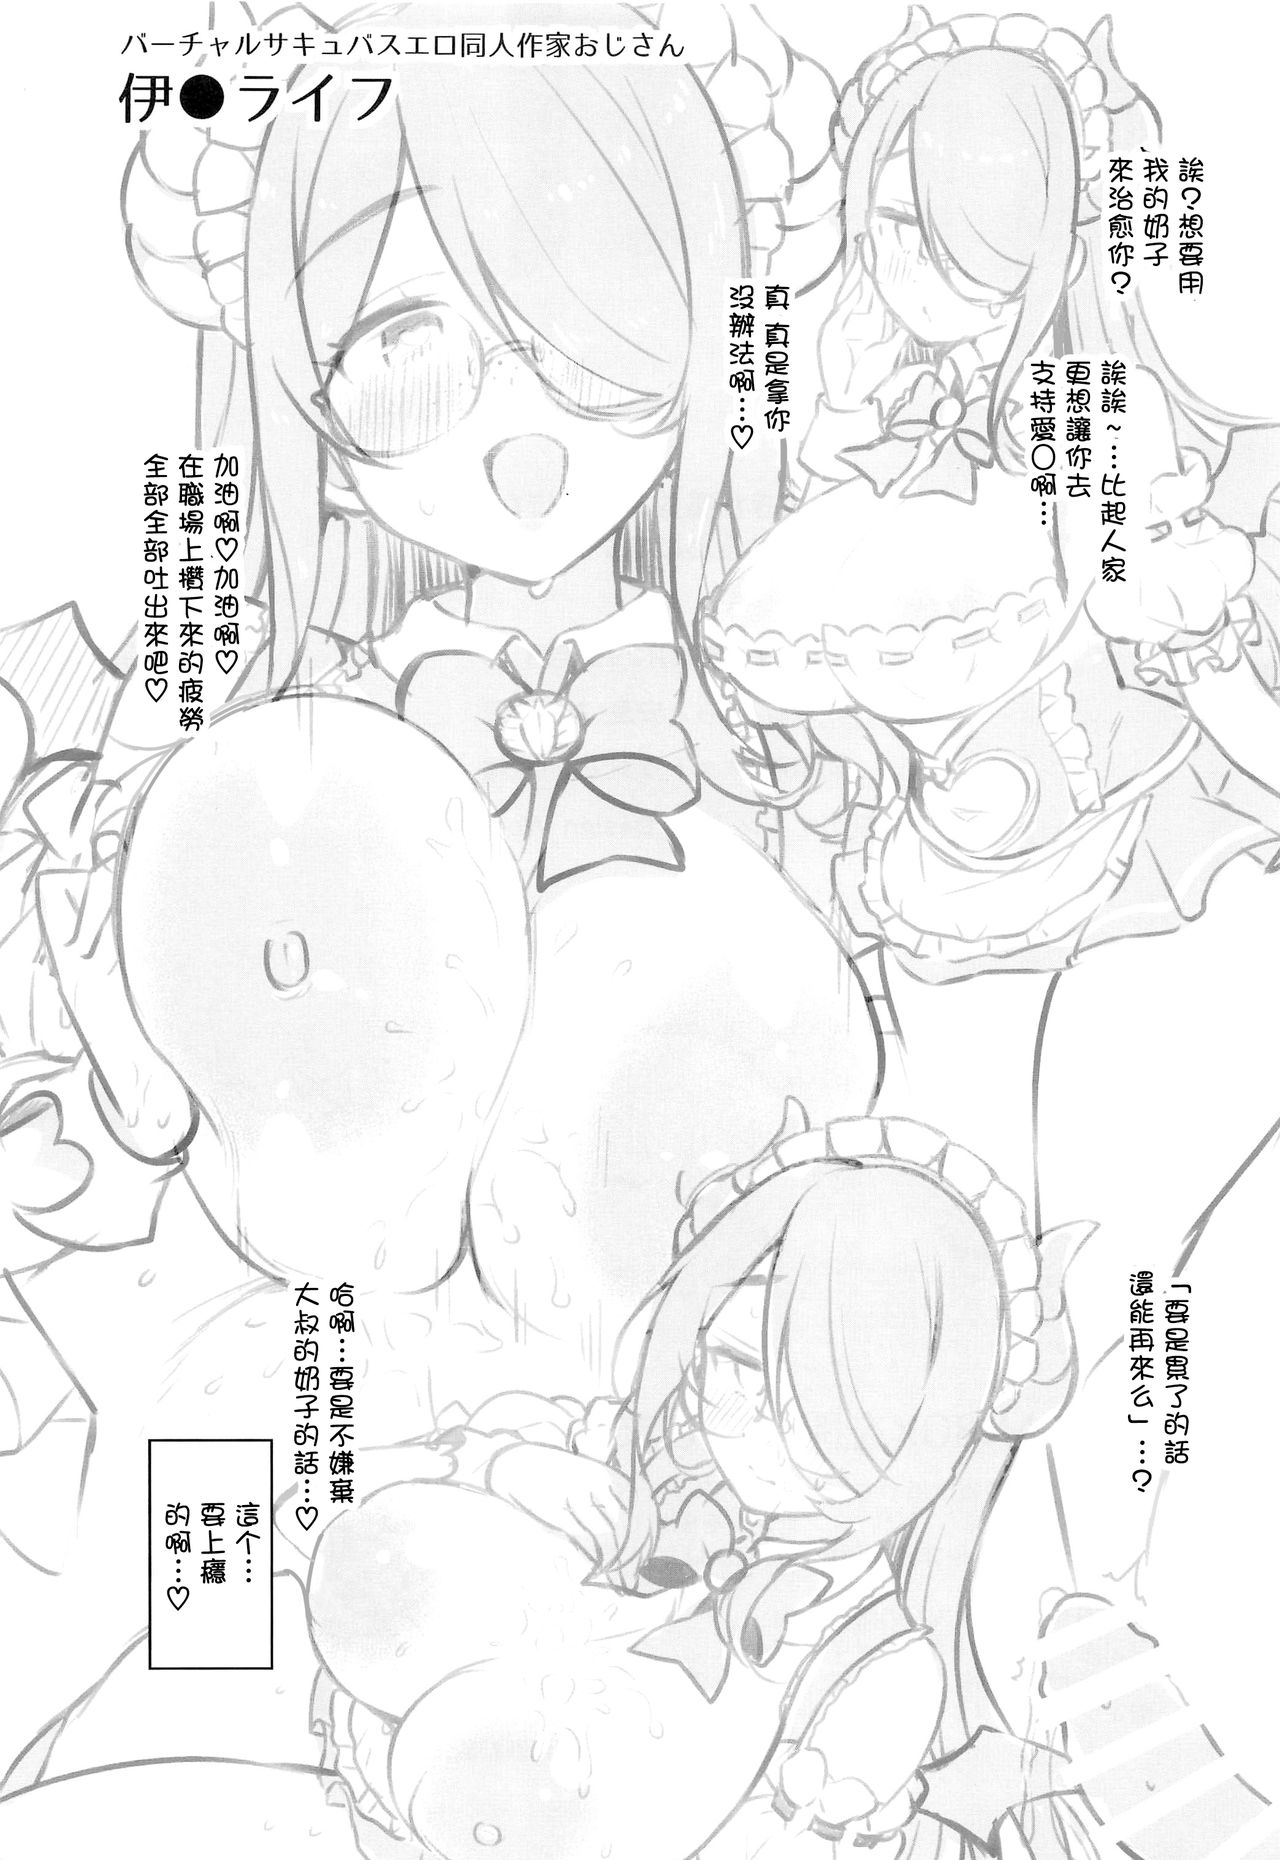 バーチャルサキュバスエロ同人作家おじさん
伊●ライフ
誒？想要用
我的奶子
來治愈你？
誒誒~…比起人家
更想讓你去
支持愛〇啊…
真 真是拿你
沒辦法啊…♡
加油啊♡加油啊♡
在職場上攢下來的疲勞
全部全部吐出來吧♡
「要是累了的話
還能再來么」…？
哈啊…要是不嫌棄
大叔的奶子的話…♡
這个…
要上癮
的啊…♡